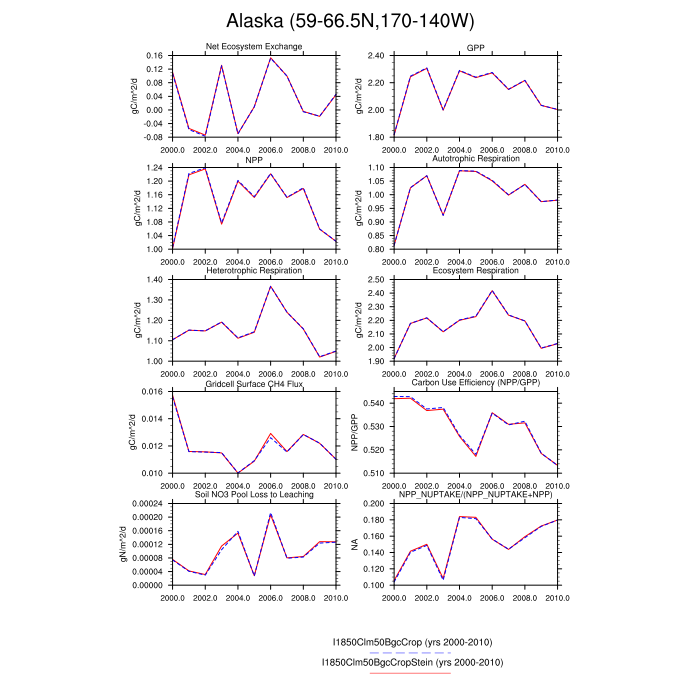 Alaska (59-66.5N,170-140W)
Net Ecosystem Exchange
GPP
gC/m^2/d
0.16
0.12
0.08
0.04
0.00
-0.04
-0.08
2000.0 2002.0 2004.0 2006.0 2008.0 2010.0
gC/m^2/d
2.40
2.20
2.00
1.80
2000.0 2002.0 2004.0 2006.0 2008.0 2010.0
NPP
Autotrophic Respiration
gC/m^2/d
1.24
1.20
1.16
1.12
1.08
1.04
1.00
2000.0 2002.0 2004.0 2006.0 2008.0 2010.0
gC/m^2/d
1.10
1.05
1.00
0.95
0.90
0.85
0.80
2000.0 2002.0 2004.0 2006.0 2008.0 2010.0
Heterotrophic Respiration
Ecosystem Respiration
gC/m^2/d
1.40
1.30
1.20
1.10
1.00
2000.0 2002.0 2004.0 2006.0 2008.0 2010.0
gC/m^2/d
2.50
2.40
2.30
2.20
2.10
2.00
1.90
2000.0 2002.0 2004.0 2006.0 2008.0 2010.0
Gridcell Surface CH4 Flux
Carbon Use Efficiency (NPP/GPP)
gC/m^2/d
0.016
0.014
0.012
0.010
2000.0 2002.0 2004.0 2006.0 2008.0 2010.0
NPP/GPP
0.540
0.530
0.520
0.510
2000.0 2002.0 2004.0 2006.0 2008.0 2010.0
Soil NO3 Pool Loss to Leaching
NPP_NUPTAKE/(NPP_NUPTAKE+NPP)
gN/m^2/d
0.00024
0.00020
0.00016
0.00012
0.00008
0.00004
0.00000
2000.0 2002.0 2004.0 2006.0 2008.0 2010.0
NA
0.200
0.180
0.160
0.140
0.120
0.100
2000.0 2002.0 2004.0 2006.0 2008.0 2010.0
I1850Clm50BgcCrop (yrs 2000-2010)
I1850Clm50BgcCropStein (yrs 2000-2010)